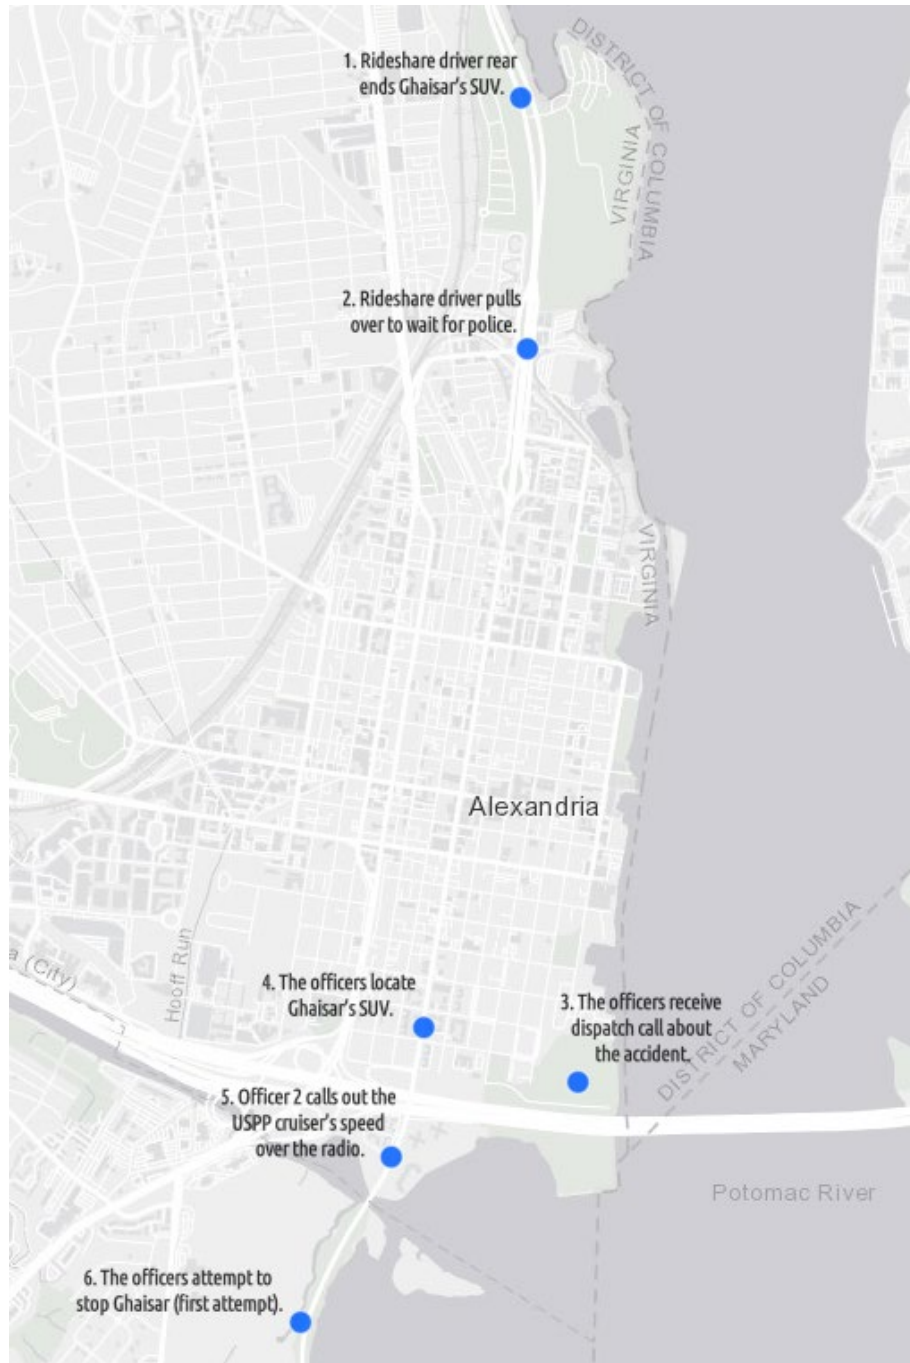 1. Rideshare driver rear
ends Ghaisar's SUV.
DISTRICT OF COLUMBIA
VIRGINIA
2. Rideshare driver pulls
over to wait for police.
VIRGINIA
Alexandria
a (City)
Hooff Run
4. The officers locate
Ghaisar's SUV.
3. The officers receive
dispatch call about
the accident.
DISTRICT OF COLUMBIA
MARYLAND
5. Officer 2 calls out the
USPP cruiser's speed
over the radio.
Potomac River
6. The officers attempt to
stop Ghaisar (first attempt).